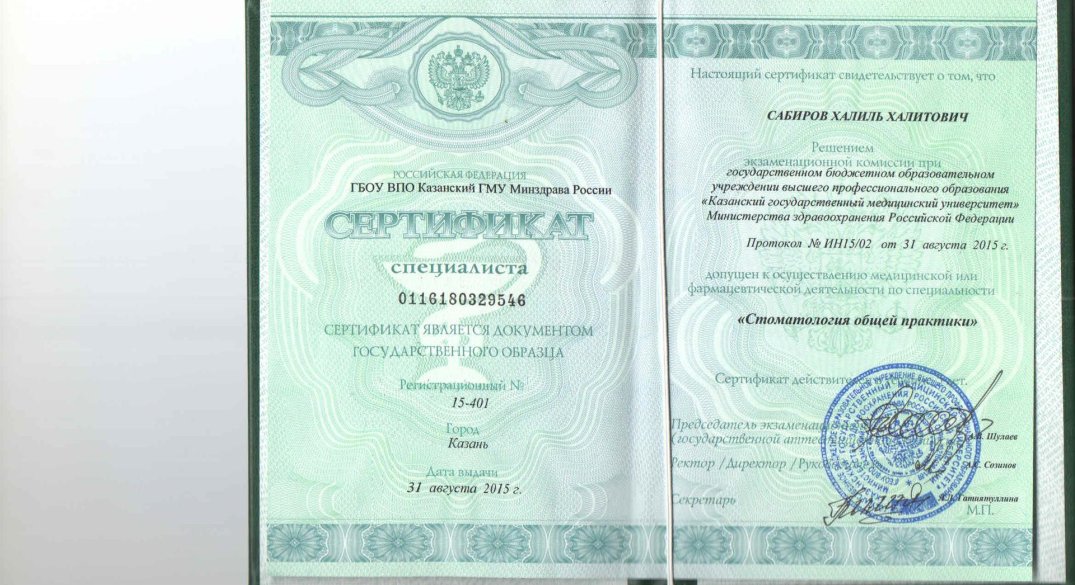 РОССИЙСКАЯ ФЕДЕРАЦИЯ
ГБОУ ВПО Казанский ГМУ Минздрава России
СЕРТИФИКАТ
специалиста
0116180329546
СЕРТИФИКАТ ЯВЛЯЕТСЯ ДОКУМЕНТОМ
ГОСУДАРСТВЕННОГО ОБРАЗЦА
Регистрационный №
15-401
Город
Казань
Дата выдачи
31 августа 2015 г.
Настоящий сертификат свидетельствует о том, что
САБИРОВ ХАЛИЛЬ ХАЛИТОВИЧ
Решением
экзаменационной комиссии при
государственном бюджетном образовательном
учреждении высшего профессионального образования
«Казанский государственный медицинский университет»
Министерства здравоохранения Российской Федерации
Протокол № ИН15/02 от 31 августа 2015 г.
допущен к осуществлению медицинской или
фармацевтической деятельности по специальности
«Стоматология общей практики»
Сертификат действите лет.
Председатель экзамена
(государственной аттес
А.В. Шулаев
Ректор / Директор / Руко
А.С. Созинов
Секретарь
Я.Л. Гатиятуллина
М.П.